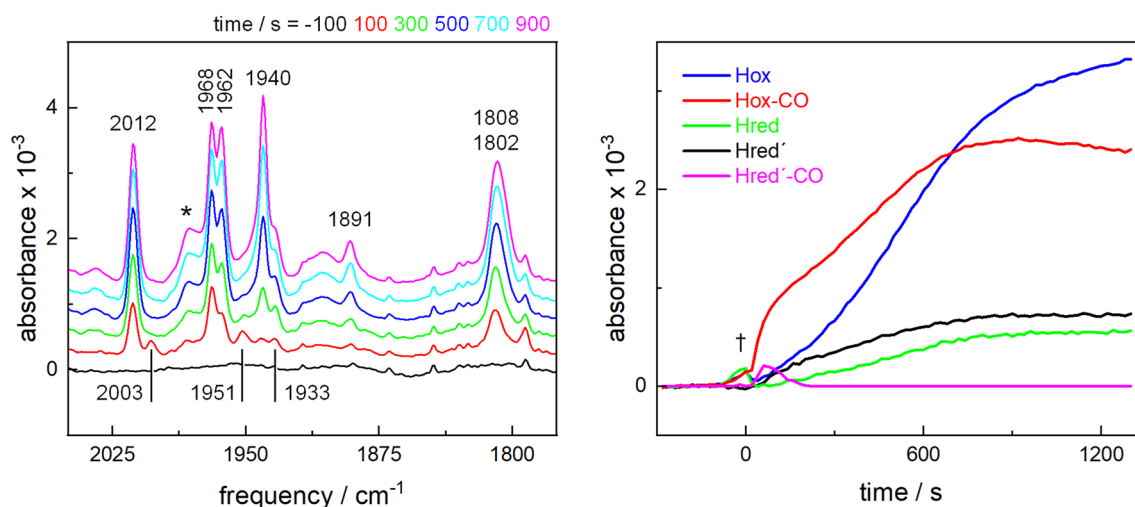 time / s = -100 100 300 500 700 900
absorbance x 10⁻³
4
2
0
2012
*
1968
1962
1940
1891
1808
1802
2003
1951
1933
2025
1950
1875
1800
frequency / cm⁻¹
absorbance x 10⁻³
2
0
Hox
Hox-CO
Hred
Hred´
Hred´-CO
†
0
600
1200
time / s